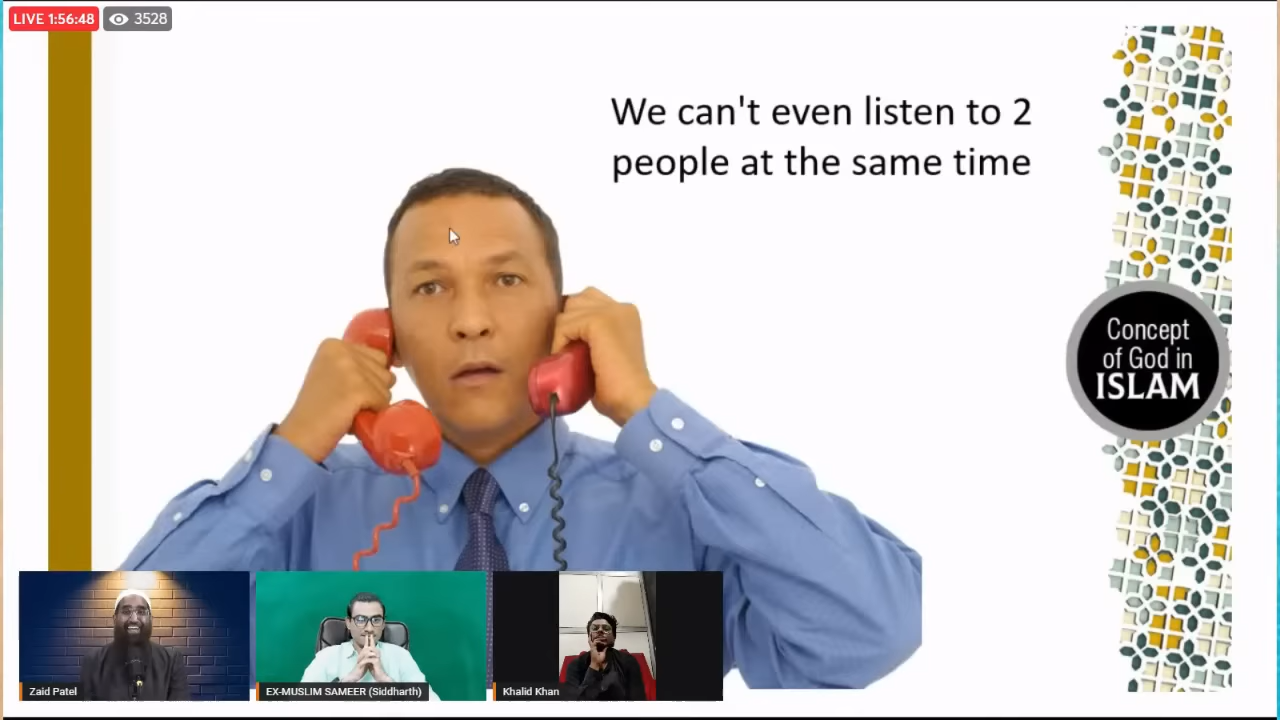 LIVE 1:56:48 3528
We can't even listen to 2
people at the same time
Concept
of God in
ISLAM
Zaid Patel
EX-MUSLIM SAMEER (Siddharth)
Khalid Khan